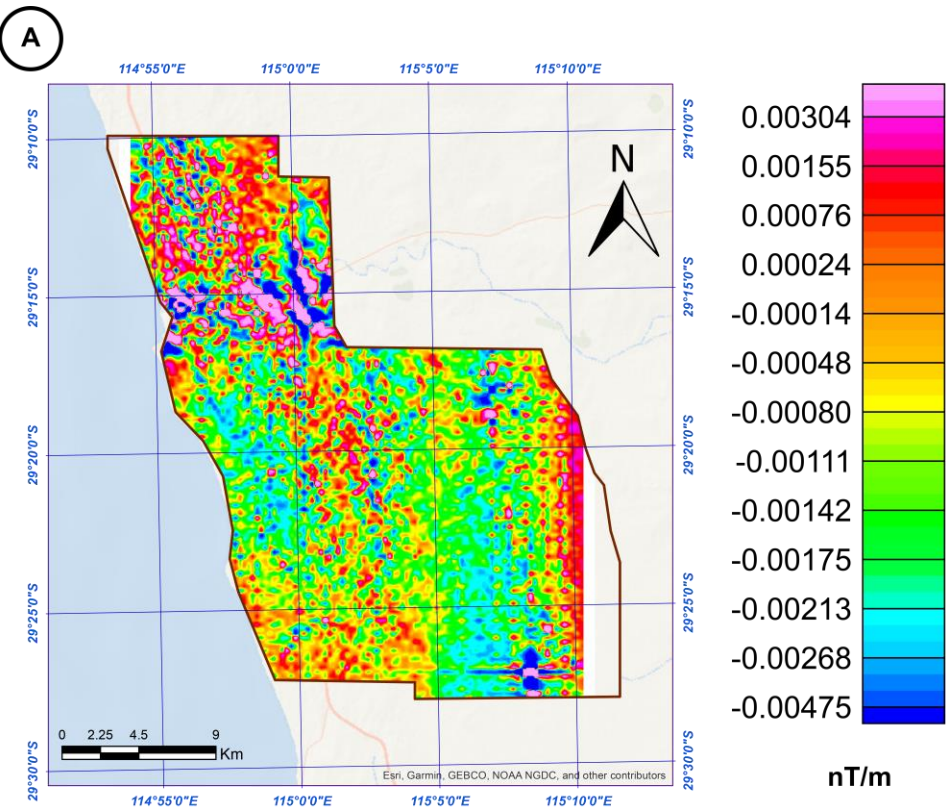 A
114°55'0"E 115°0'0"E 115°5'0"E 115°10'0"E
29°10'0"S 29°10'0"S
N
29°15'0"S 29°15'0"S
29°20'0"S 29°20'0"S
29°25'0"S 29°25'0"S
29°30'0"S 29°30'0"S
0 2.25 4.5 9
Km
Esri, Garmin, GEBCO, NOAA NGDC, and other contributors
114°55'0"E 115°0'0"E 115°5'0"E 115°10'0"E
0.00304
0.00155
0.00076
0.00024
-0.00014
-0.00048
-0.00080
-0.00111
-0.00142
-0.00175
-0.00213
-0.00268
-0.00475
nT/m